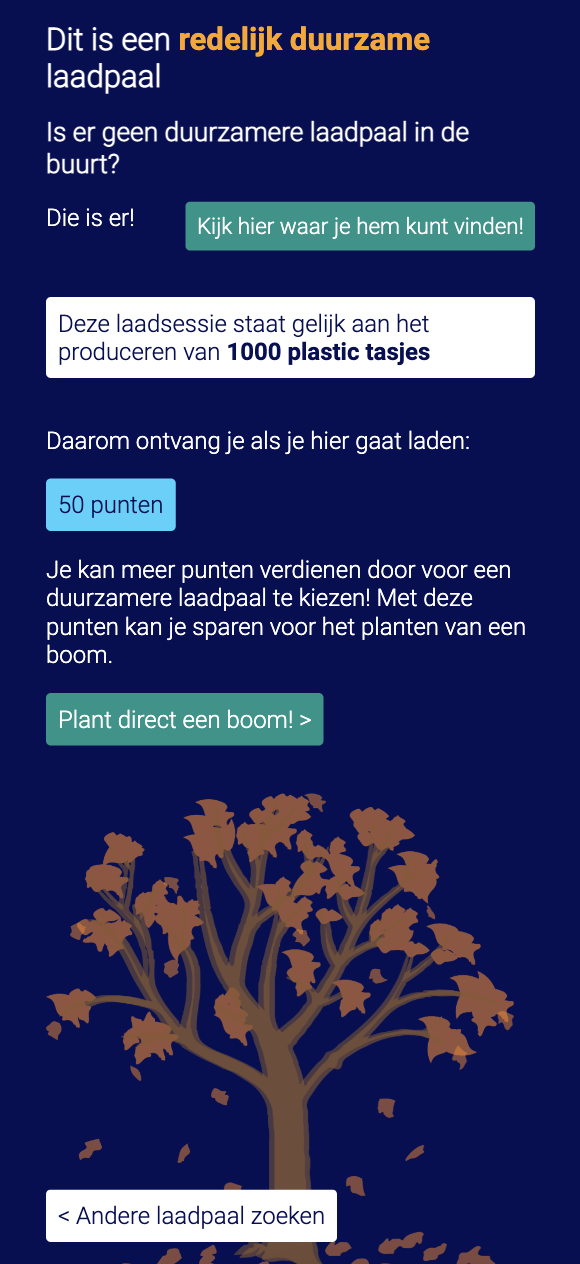 Dit is een redelijk duurzame
laadpaal
Is er geen duurzamere laadpaal in de
buurt?
Die is er!
Kijk hier waar je hem kunt vinden!
Deze laadsessie staat gelijk aan het
produceren van 1000 plastic tasjes
Daarom ontvang je als je hier gaat laden:
50 punten
Je kan meer punten verdienen door voor een
duurzamere laadpaal te kiezen! Met deze
punten kan je sparen voor het planten van een
boom.
Plant direct een boom! >
< Andere laadpaal zoeken